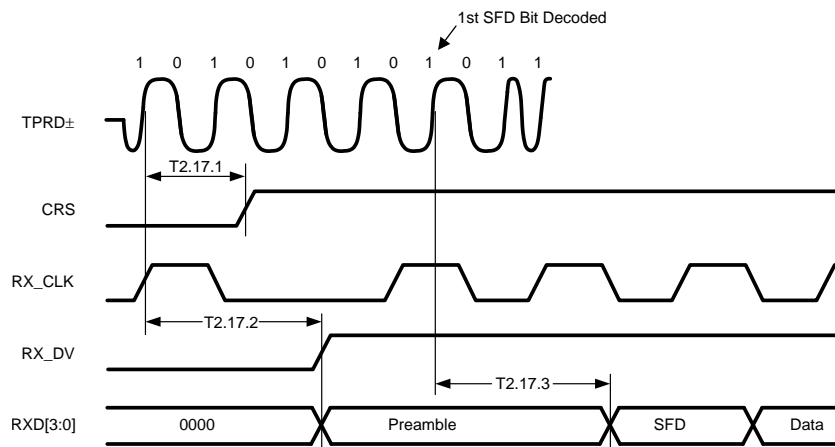 1st SFD Bit Decoded
1 0 1 0 1 0 1 0 1 0 1 1
TPRD±
T2.17.1
CRS
RX_CLK
T2.17.2
RX_DV
T2.17.3
RXD[3:0] 0000 Preamble SFD Data